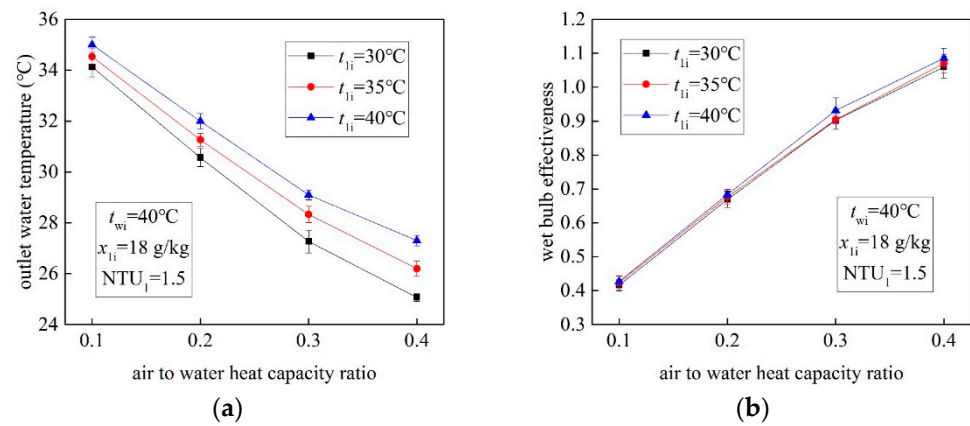 outlet water temperature (℃)
36
34
32
30
28
26
24
t1i=30℃
t1i=35℃
t1i=40℃
twi=40℃
x1i=18 g/kg
NTU1=1.5
0.1 0.2 0.3 0.4
air to water heat capacity ratio
(a)
wet bulb effectiveness
1.2
1.1
1.0
0.9
0.8
0.7
0.6
0.5
0.4
0.3
t1i=30℃
t1i=35℃
t1i=40℃
twi=40℃
x1i=18 g/kg
NTU1=1.5
0.1 0.2 0.3 0.4
air to water heat capacity ratio
(b)